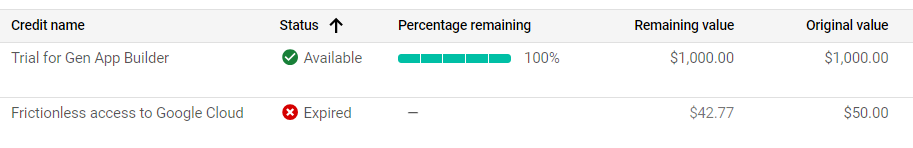 Credit name Status Percentage remaining Remaining value Original value
Trial for Gen App Builder Available 100% $1,000.00 $1,000.00
Frictionless access to Google Cloud Expired — $42.77 $50.00